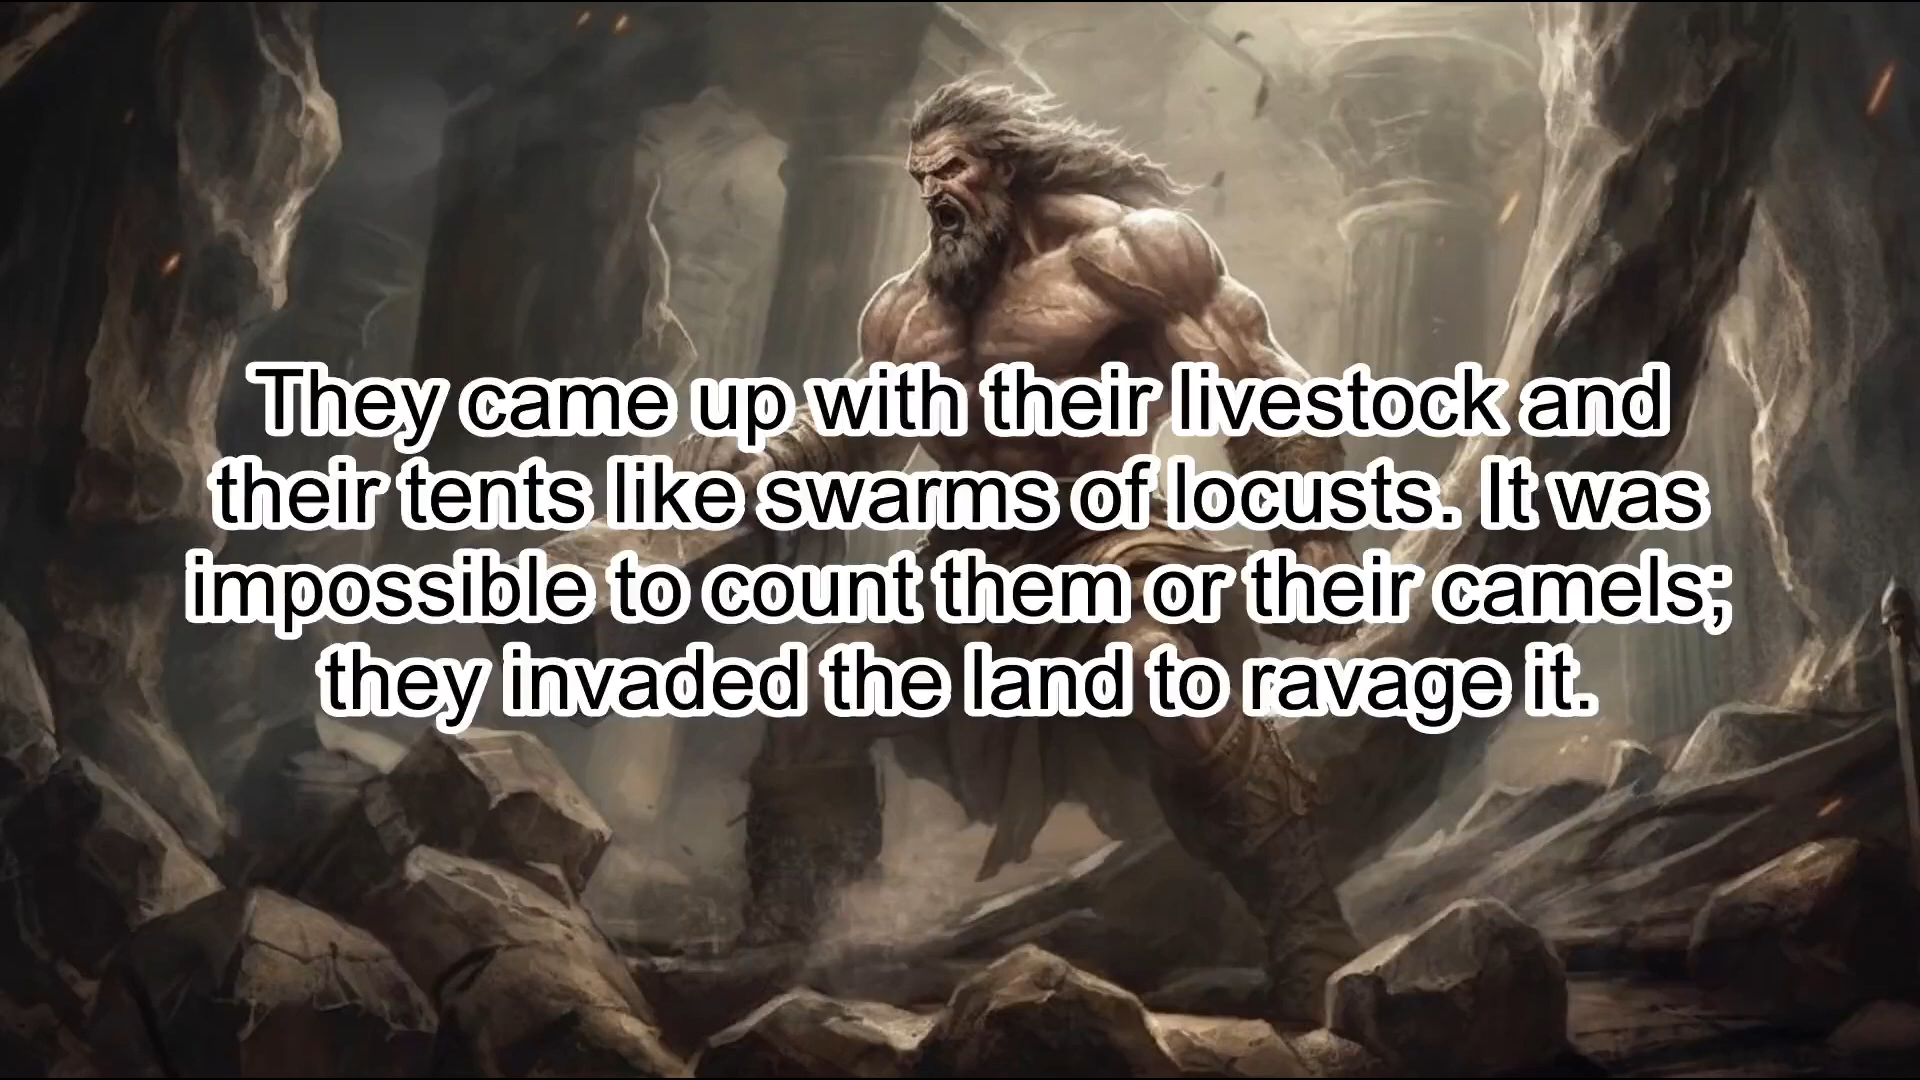 They came up with their livestock and
their tents like swarms of locusts. It was
impossible to count them or their camels;
they invaded the land to ravage it.